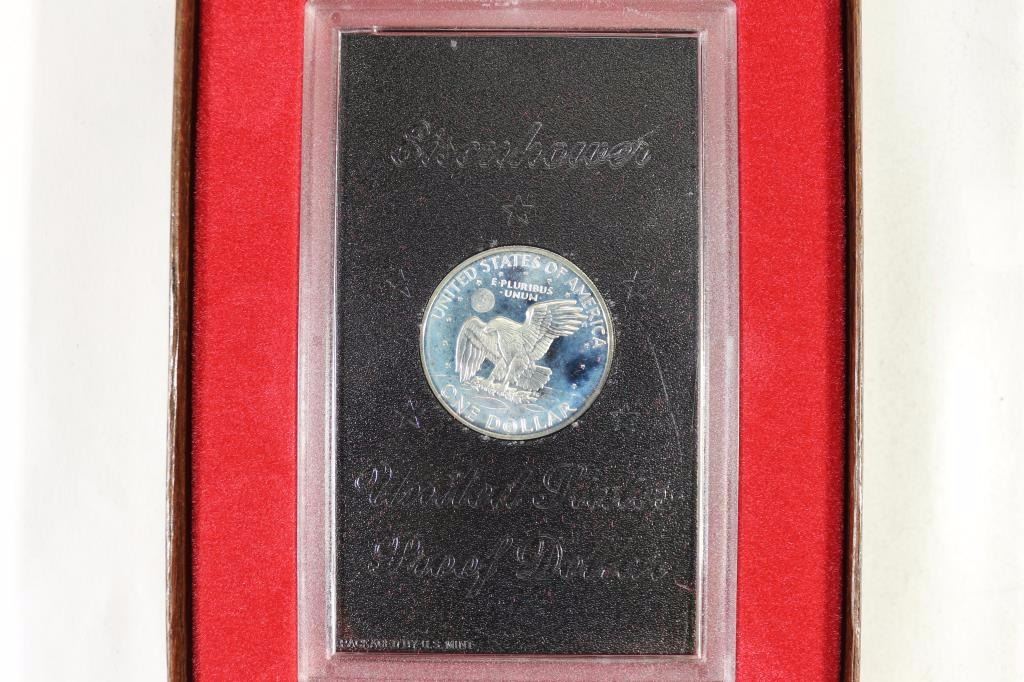 Eisenhower
UNITED STATES OF AMERICA
E·PLURIBUS
·UNUM·
ONE DOLLAR
United States
Proof Dollar
PACKAGED BY U.S. MINT